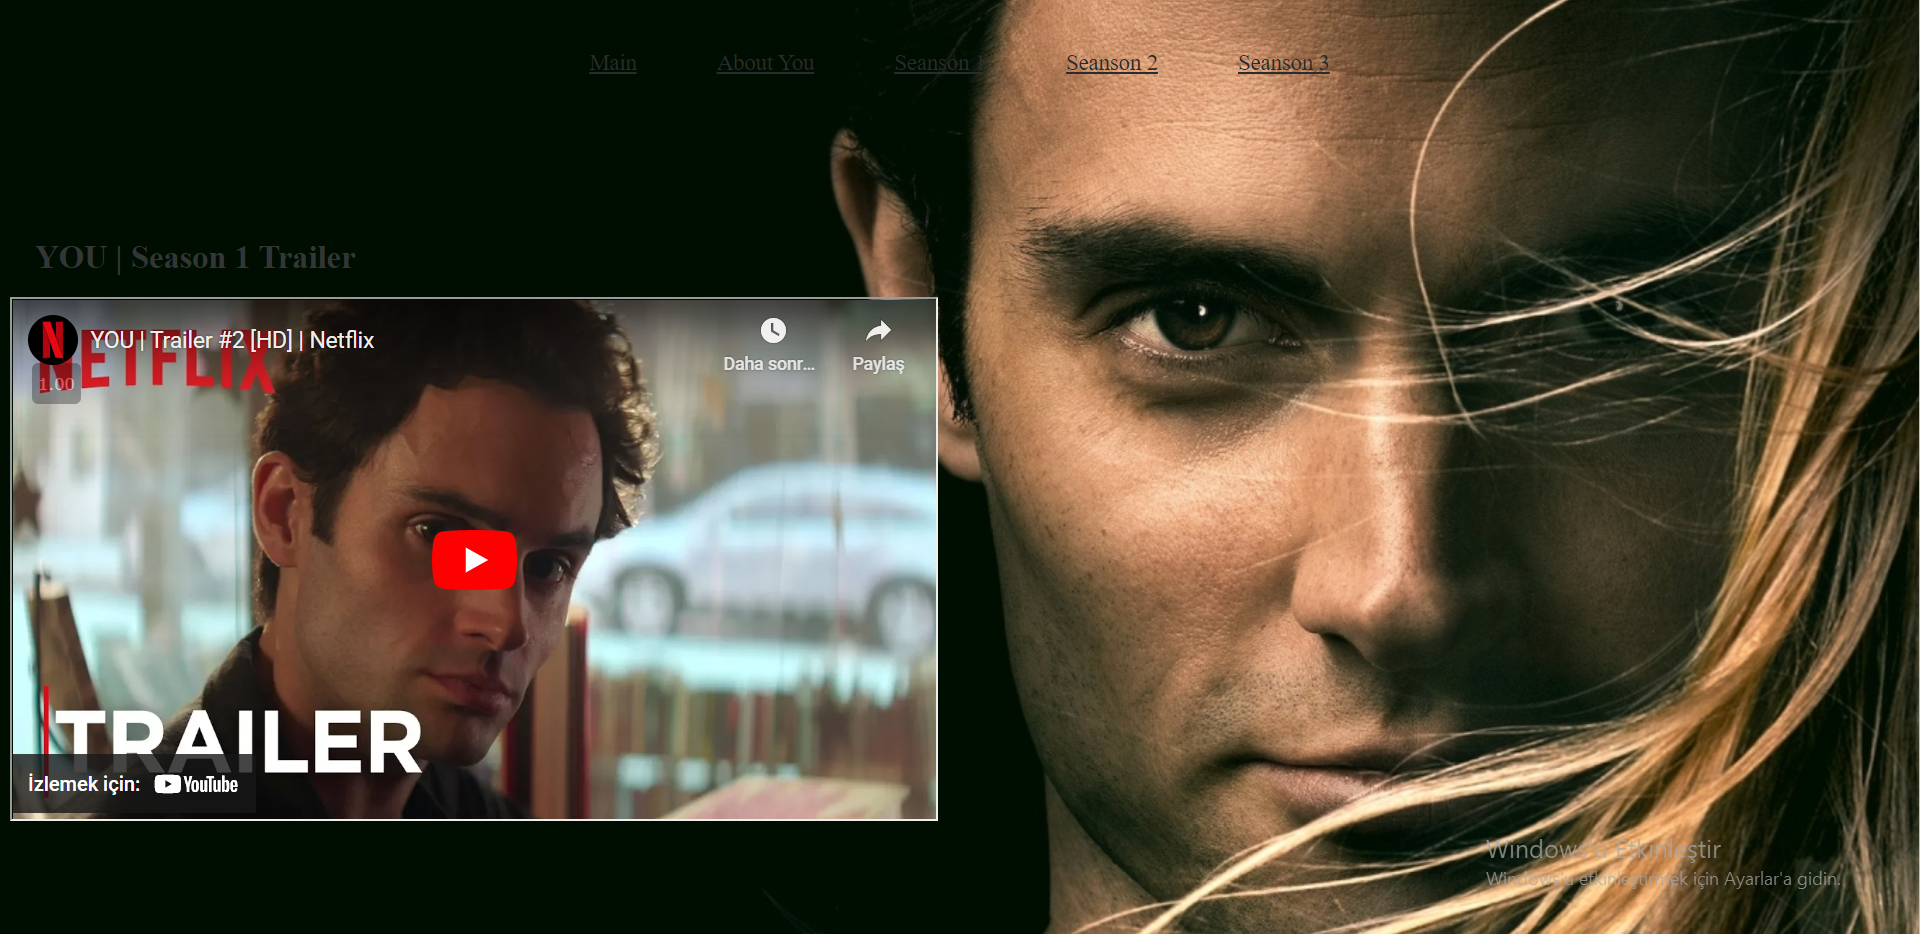 Main About You Seanson 1 Seanson 2 Seanson 3
YOU | Season 1 Trailer
NETFLIX
YOU | Trailer #2 [HD] | Netflix
Daha sonr... Paylaş
1.00
TRAILER
İzlemek için: YouTube
Windows'u Etkinleştir
Windows'u etkinleştirmek için Ayarlar'a gidin.